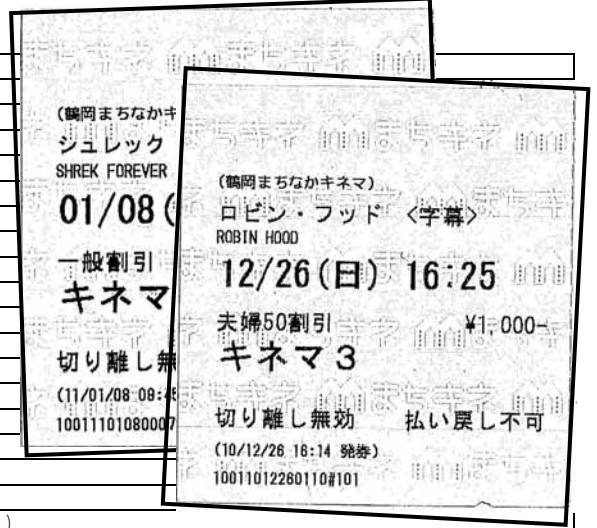 (鶴岡まちなかキ
シュレック
SHREK FOREVER
01/08(
一般割引
キネマ
切り離し無
(11/01/08 09:45
10011101080007
(鶴岡まちなかキネマ)
ロビン・フッド <字幕>
ROBIN HOOD
12/26(日) 16:25
夫婦50割引 ¥1,000-
キネマ3
切り離し無効 払い戻し不可
(10/12/26 16:14 発券)
10011012260110#101
)